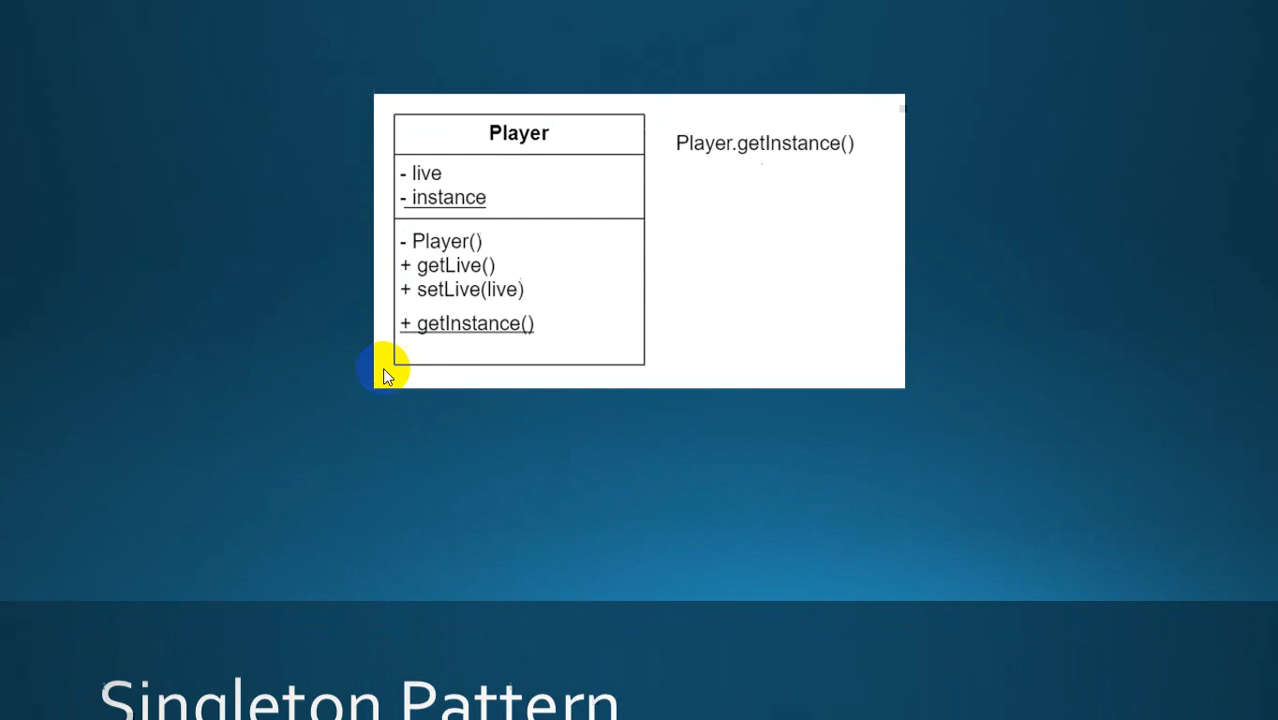 Player
- live
- instance
- Player()
+ getLive()
+ setLive(live)
+ getInstance()
Player.getInstance()
Singleton Pattern